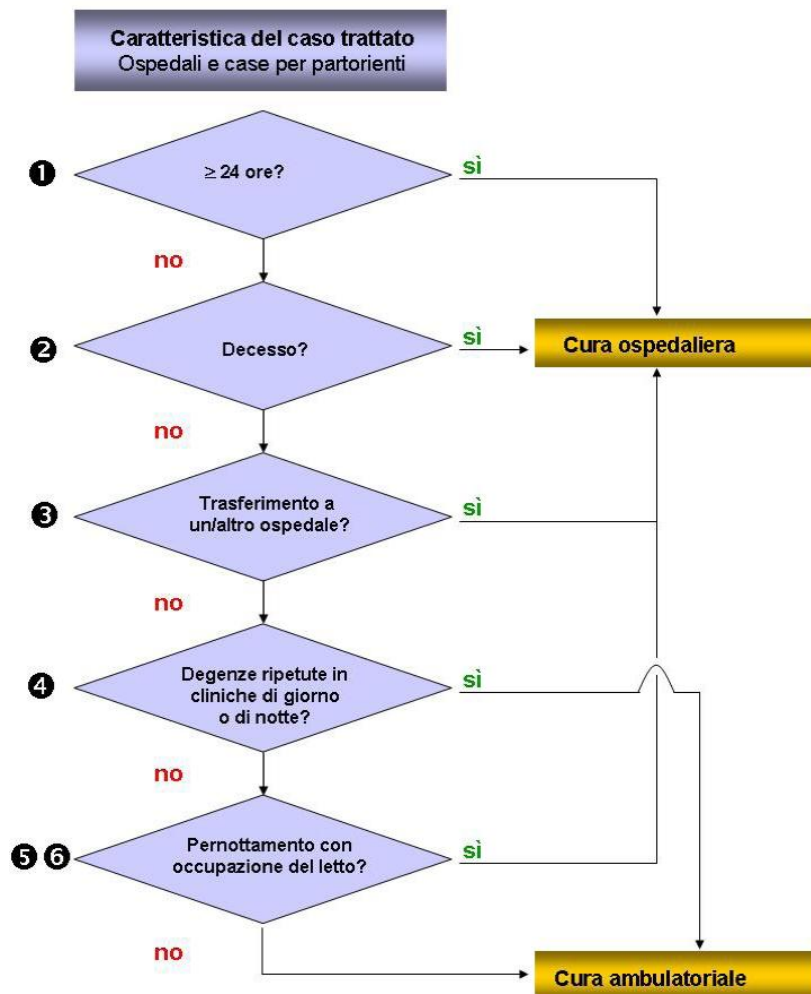 Caratteristica del caso trattato
Ospedali e case per partorienti
❶
≥ 24 ore?
sì
no
❷
Decesso?
sì
Cura ospedaliera
no
❸
Trasferimento a
un/altro ospedale?
sì
no
❹
Degenze ripetute in
cliniche di giorno
o di notte?
sì
no
❺ ❻
Pernottamento con
occupazione del letto?
sì
no
Cura ambulatoriale